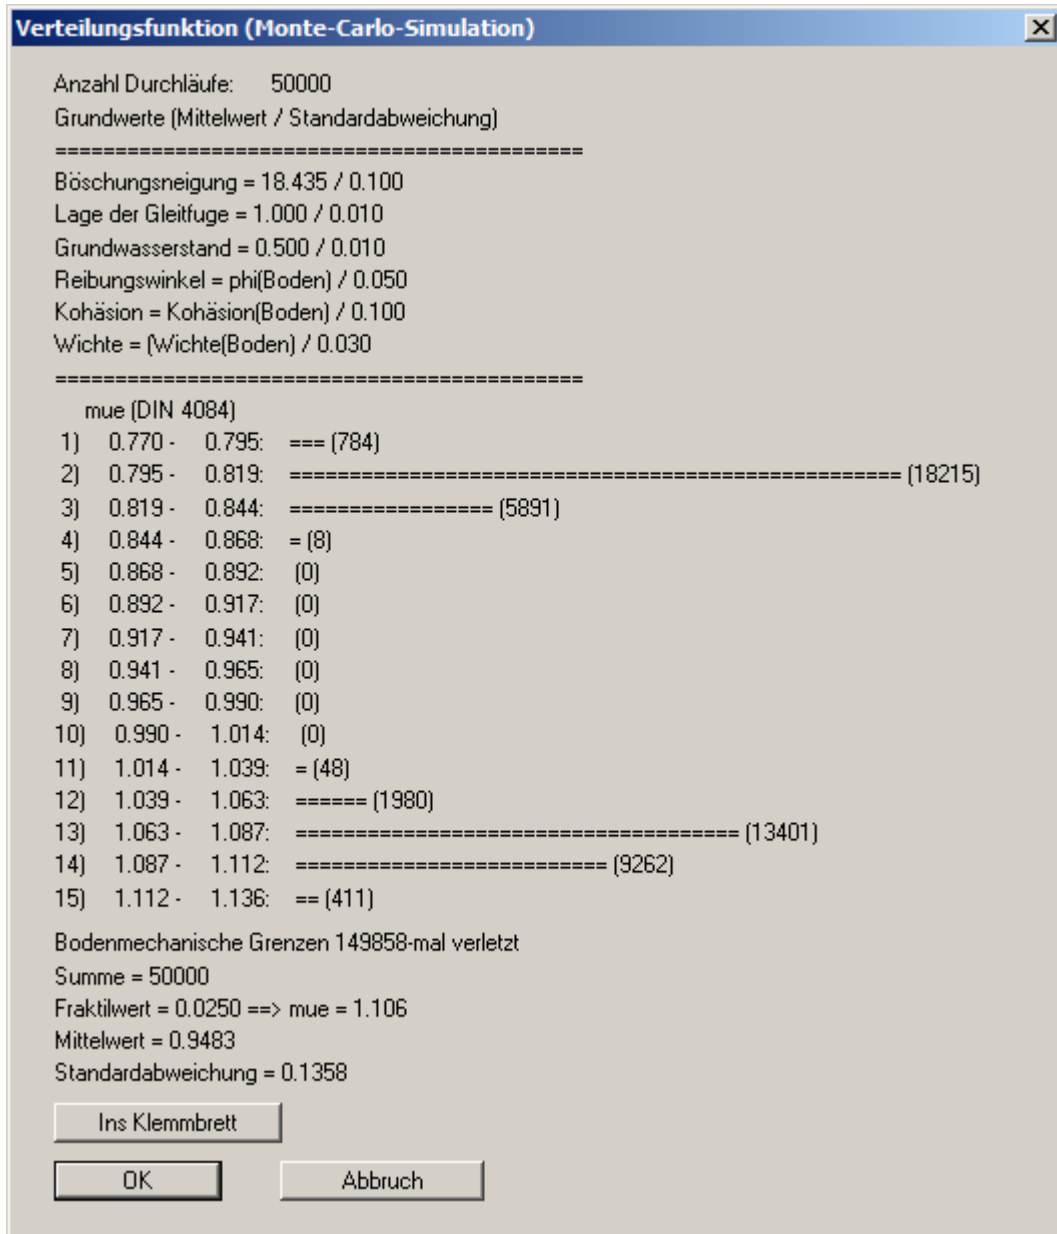 Verteilungsfunktion (Monte-Carlo-Simulation)
Anzahl Durchläufe: 50000
Grundwerte (Mittelwert / Standardabweichung)
============================================
Böschungsneigung = 18.435 / 0.100
Lage der Gleitfuge = 1.000 / 0.010
Grundwasserstand = 0.500 / 0.010
Reibungswinkel = phi(Boden) / 0.050
Kohäsion = Kohäsion(Boden) / 0.100
Wichte = (Wichte(Boden) / 0.030
============================================
mue (DIN 4084)
1) 0.770 - 0.795: === (784)
2) 0.795 - 0.819: =================================================== (18215)
3) 0.819 - 0.844: ================= (5891)
4) 0.844 - 0.868: = (8)
5) 0.868 - 0.892: (0)
6) 0.892 - 0.917: (0)
7) 0.917 - 0.941: (0)
8) 0.941 - 0.965: (0)
9) 0.965 - 0.990: (0)
10) 0.990 - 1.014: (0)
11) 1.014 - 1.039: = (48)
12) 1.039 - 1.063: ====== (1980)
13) 1.063 - 1.087: ===================================== (13401)
14) 1.087 - 1.112: ========================== (9262)
15) 1.112 - 1.136: == (411)
Bodenmechanische Grenzen 149858-mal verletzt
Summe = 50000
Fraktilwert = 0.0250 ==> mue = 1.106
Mittelwert = 0.9483
Standardabweichung = 0.1358
Ins Klemmbrett
OK Abbruch